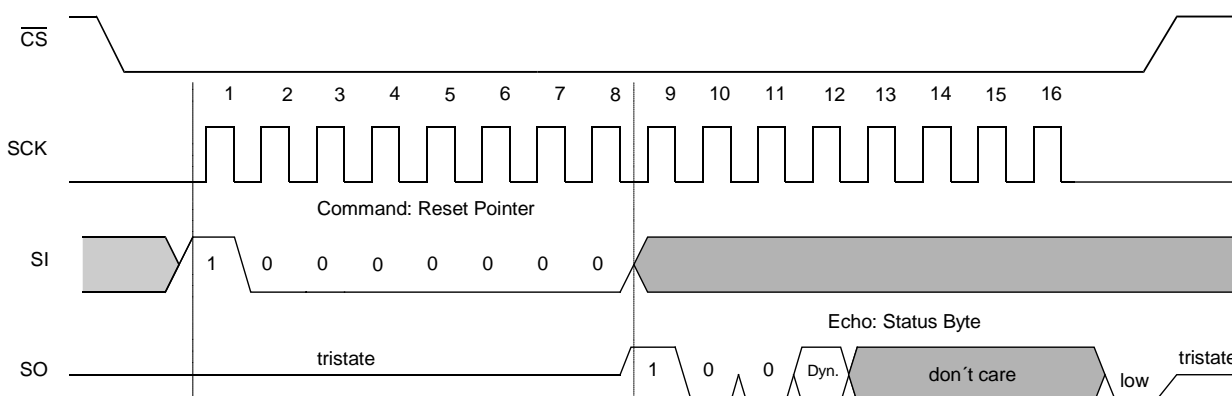 CS
1 2 3 4 5 6 7 8 9 10 11 12 13 14 15 16
SCK
Command: Reset Pointer
SI 1 0 0 0 0 0 0 0
Echo: Status Byte
SO tristate 1 0 0 Dyn. don´t care low tristate